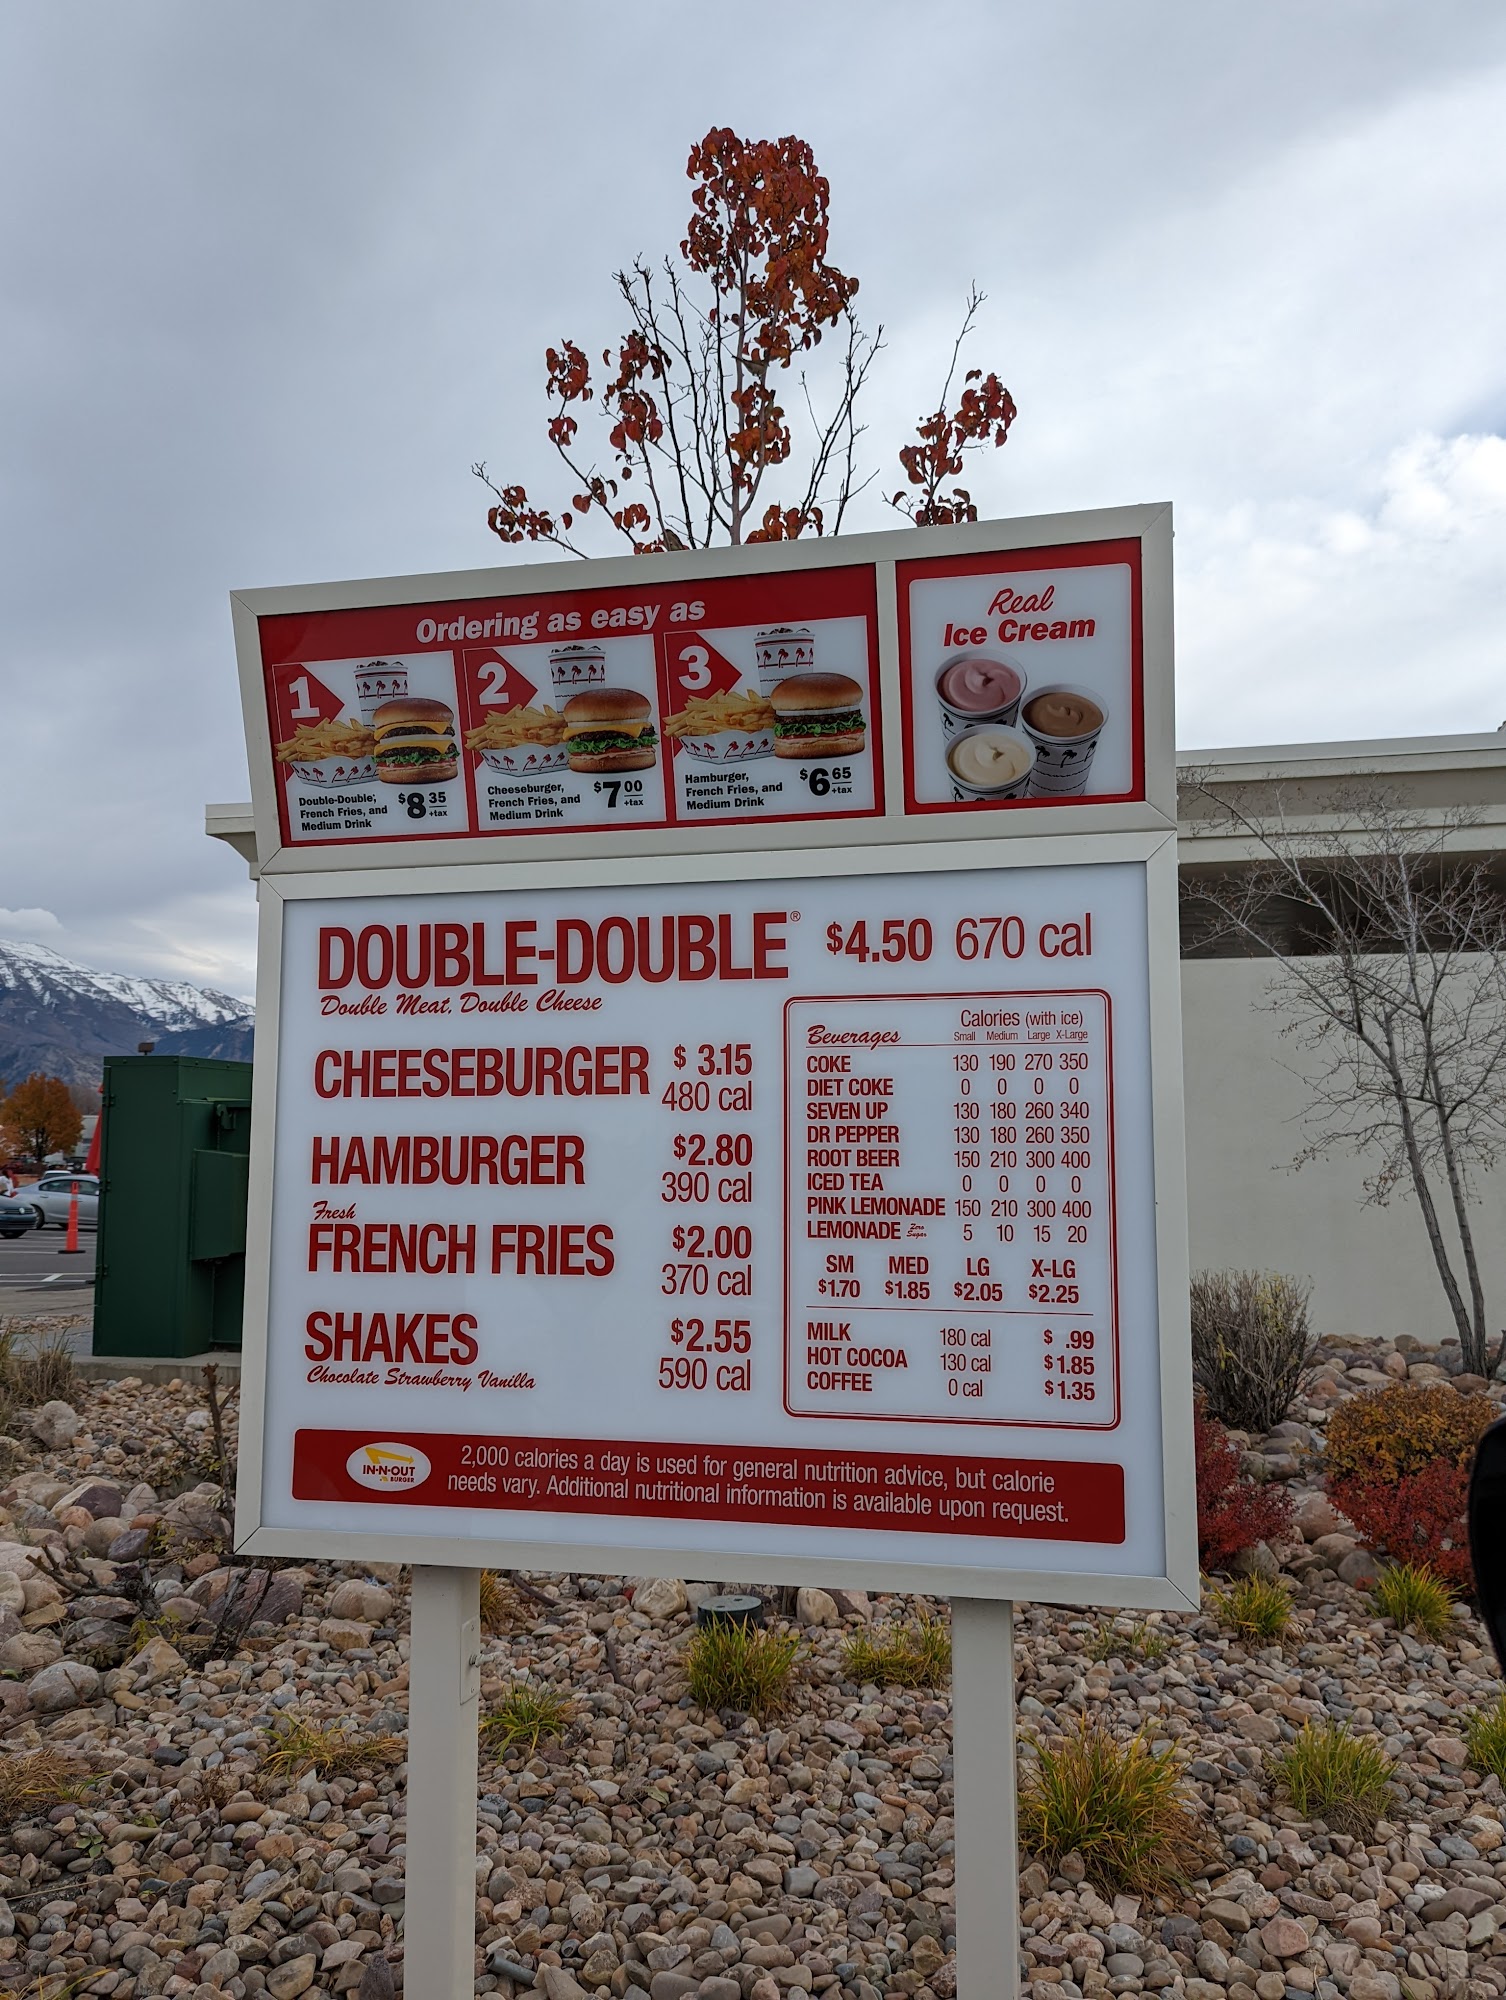 Ordering as easy as
1
Double-Double®,
French Fries, and
Medium Drink
$8 35
+tax
2
Cheeseburger,
French Fries, and
Medium Drink
$7 00
+tax
3
Hamburger,
French Fries, and
Medium Drink
$6 65
+tax
Real
Ice Cream
DOUBLE-DOUBLE® $4.50 670 cal
Double Meat, Double Cheese
CHEESEBURGER $ 3.15
480 cal
HAMBURGER $2.80
390 cal
Fresh
FRENCH FRIES $2.00
370 cal
SHAKES $2.55
Chocolate Strawberry Vanilla 590 cal
Beverages Calories (with ice)
Small Medium Large X-Large
COKE 130 190 270 350
DIET COKE 0 0 0 0
SEVEN UP 130 180 260 340
DR PEPPER 130 180 260 350
ROOT BEER 150 210 300 400
ICED TEA 0 0 0 0
PINK LEMONADE 150 210 300 400
LEMONADE Zero Sugar 5 10 15 20
SM MED LG X-LG
$1.70 $1.85 $2.05 $2.25
MILK 180 cal $ .99
HOT COCOA 130 cal $1.85
COFFEE 0 cal $1.35
IN-N-OUT
BURGER
2,000 calories a day is used for general nutrition advice, but calorie
needs vary. Additional nutritional information is available upon request.